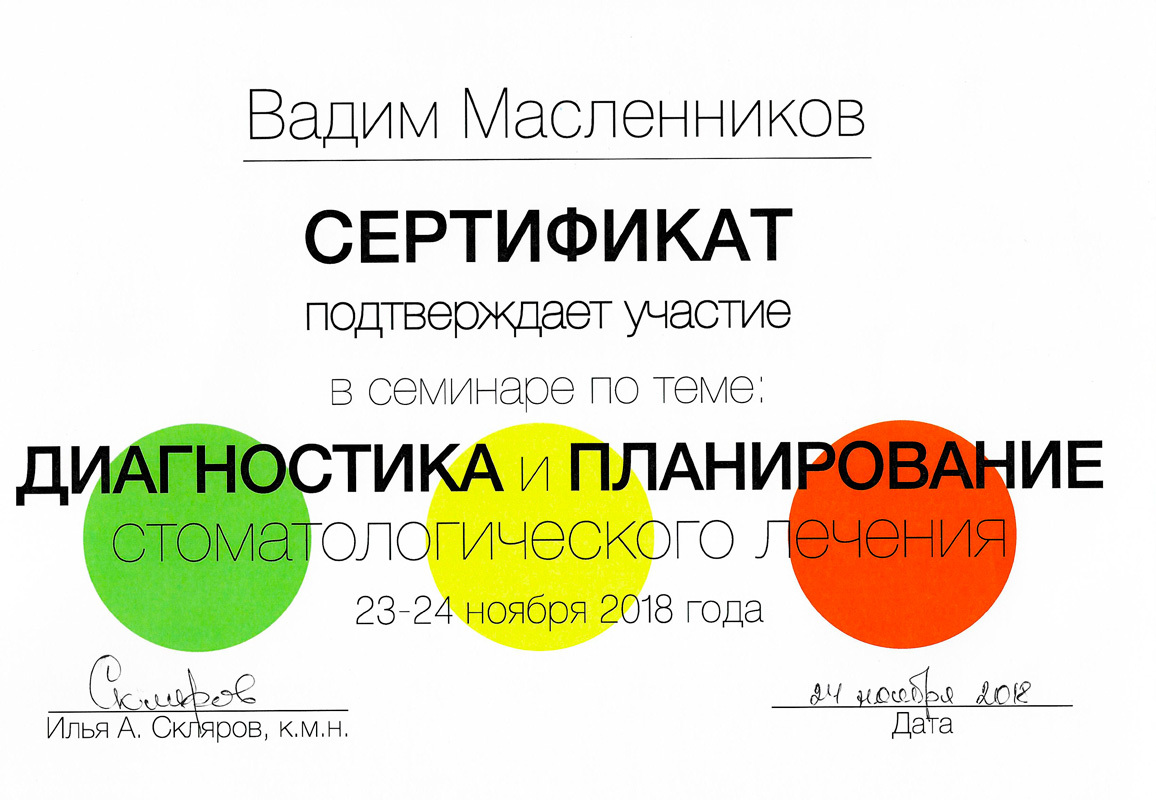 Вадим Масленников
СЕРТИФИКАТ
подтверждает участие
в семинаре по теме:
ДИАГНОСТИКА и ПЛАНИРОВАНИЕ
стоматологического лечения
23-24 ноября 2018 года
Скляров
24 ноября 2018
Илья А. Скляров, к.м.н.
Дата